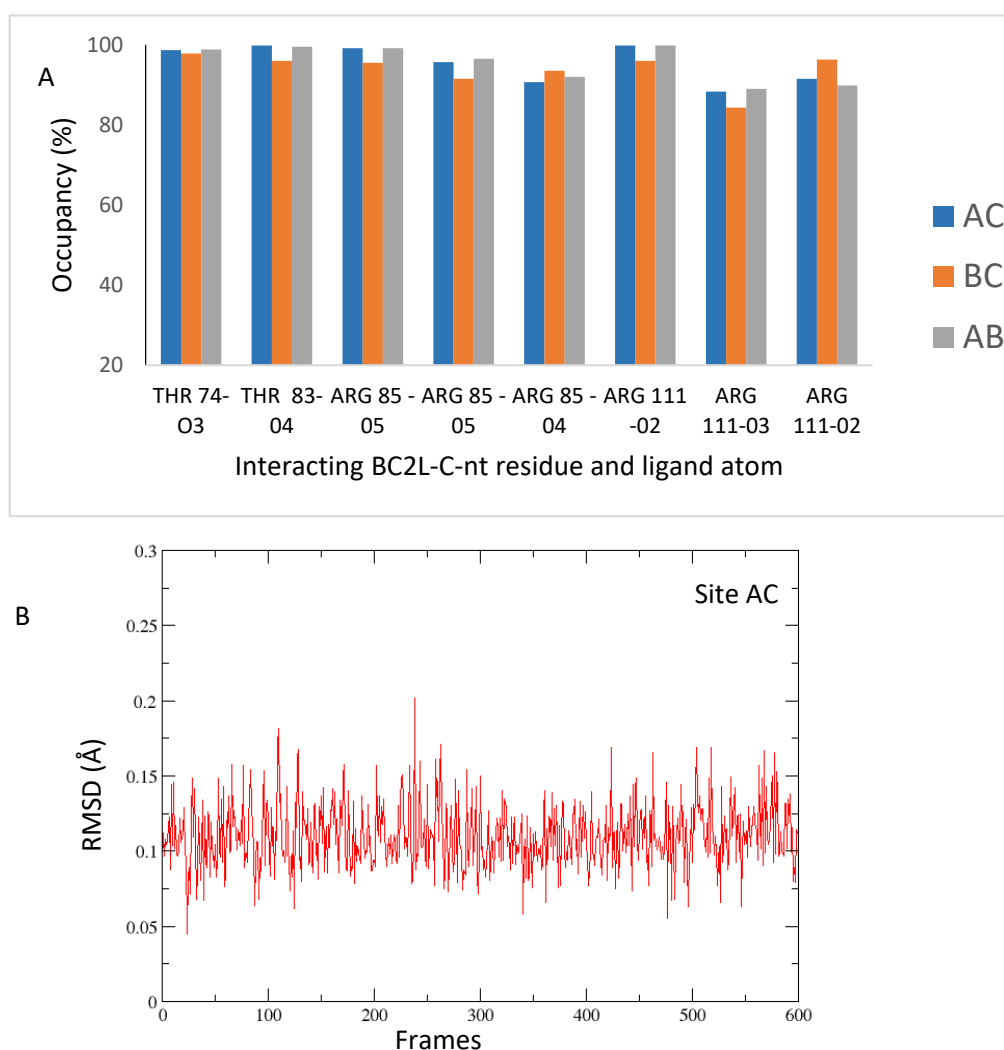 A
Occupancy (%)
100
80
60
40
20
THR 74- THR 83- ARG 85 - ARG 85 - ARG 85 - ARG 111 ARG ARG
O3 04 05 05 04 -02 111-03 111-02
Interacting BC2L-C-nt residue and ligand atom
AC
BC
AB
B
Site AC
RMSD (Å)
0.3
0.25
0.2
0.15
0.1
0.05
0
0 100 200 300 400 500 600
Frames